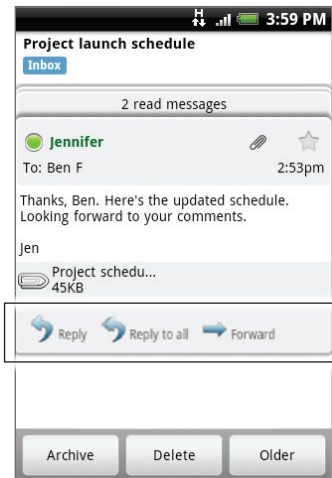 H 3:59 PM
Project launch schedule
Inbox
2 read messages
Jennifer
To: Ben F 2:53pm
Thanks, Ben. Here's the updated schedule.
Looking forward to your comments.
Jen
Project schedu...
45KB
Reply Reply to all Forward
Archive Delete Older